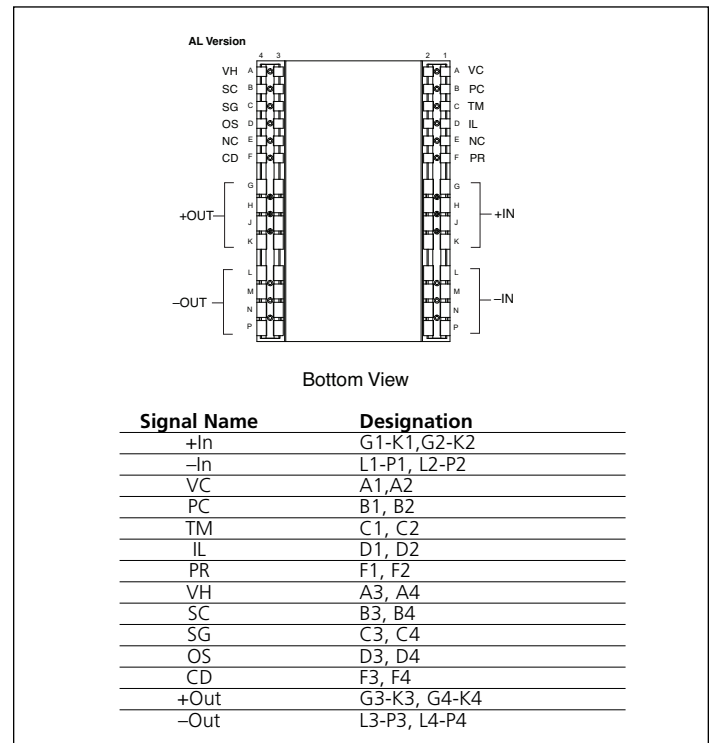 AL Version
4 3 2 1
VH A A VC
SC B B PC
SG C C TM
OS D D IL
NC E E NC
CD F F PR
G G
H H
+OUT +IN
J J
K K
L L
M M
–OUT –IN
N N
P P
Bottom View
Signal Name Designation
+In G1-K1,G2-K2
–In L1-P1, L2-P2
VC A1,A2
PC B1, B2
TM C1, C2
IL D1, D2
PR F1, F2
VH A3, A4
SC B3, B4
SG C3, C4
OS D3, D4
CD F3, F4
+Out G3-K3, G4-K4
–Out L3-P3, L4-P4